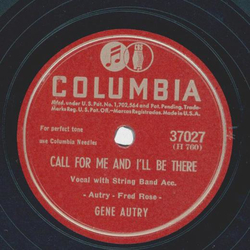 COLUMBIA
Mfd. under U.S. Pat. No. 1,702,564 and Pat. Pending. Trade-
Marks Reg. U.S. Pat. Off.-Marcas Registradas. Made in U.S.A.
For perfect tone
use Columbia Needles
37027
(H 700)
CALL FOR ME AND I'LL BE THERE
Vocal with String Band Acc.
- Autry - Fred Rose -
GENE AUTRY